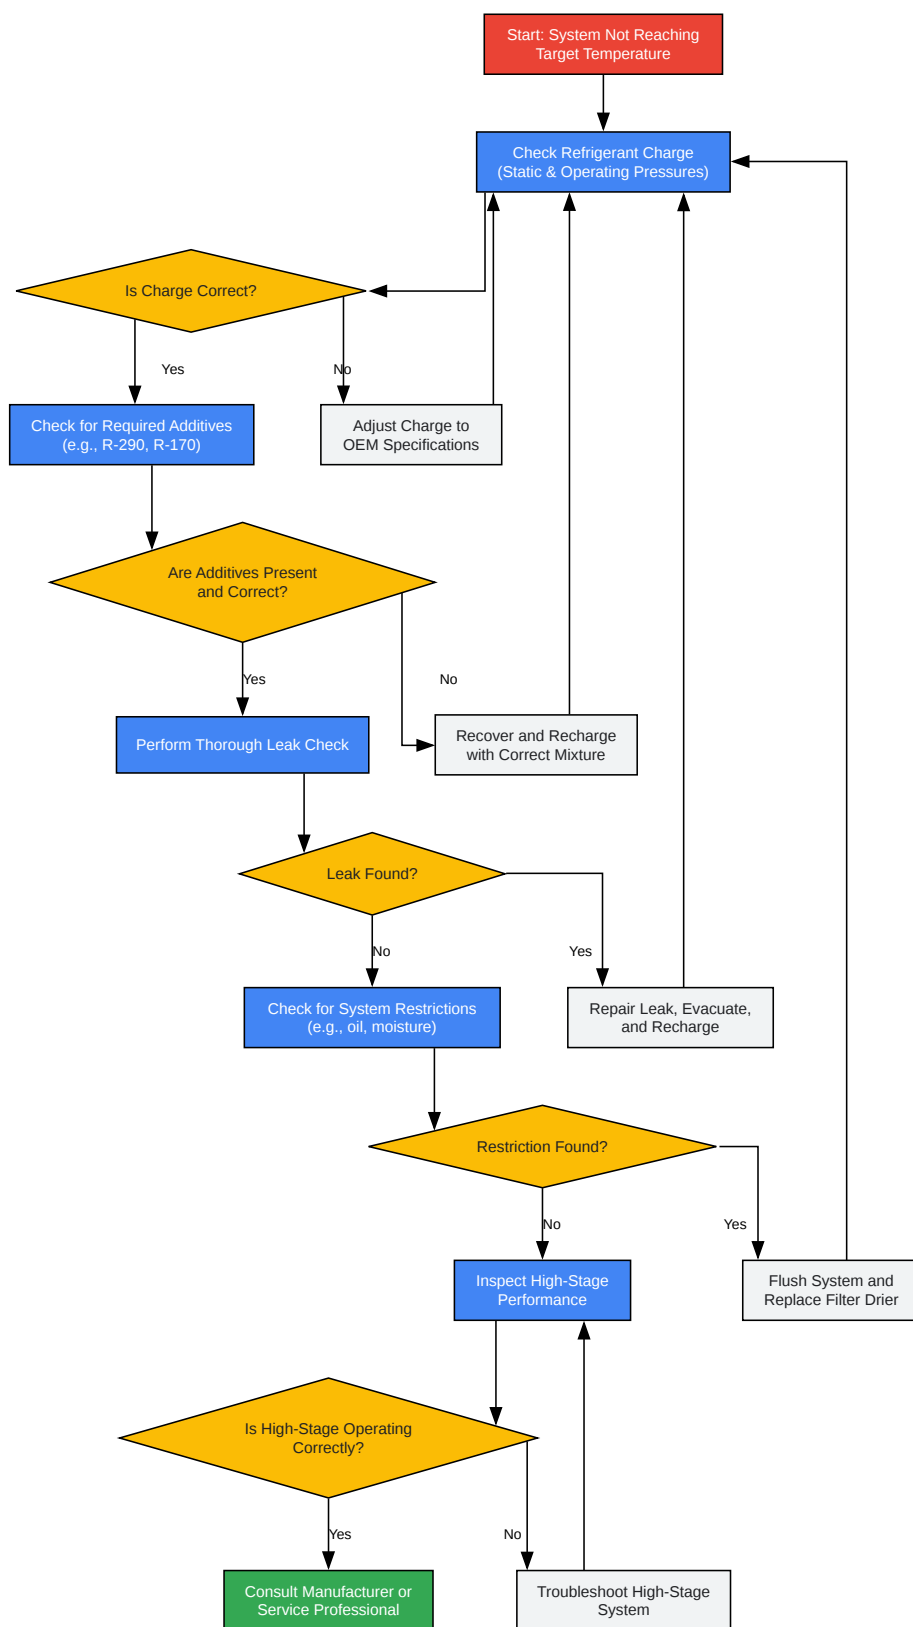 Start: System Not Reaching
Target Temperature
Check Refrigerant Charge
(Static & Operating Pressures)
Is Charge Correct?
Yes
No
Check for Required Additives
(e.g., R-290, R-170)
Adjust Charge to
OEM Specifications
Are Additives Present
and Correct?
Yes
No
Perform Thorough Leak Check
Recover and Recharge
with Correct Mixture
Leak Found?
No
Yes
Check for System Restrictions
(e.g., oil, moisture)
Repair Leak, Evacuate,
and Recharge
Restriction Found?
No
Yes
Inspect High-Stage
Performance
Flush System and
Replace Filter Drier
Is High-Stage Operating
Correctly?
Yes
No
Consult Manufacturer or
Service Professional
Troubleshoot High-Stage
System